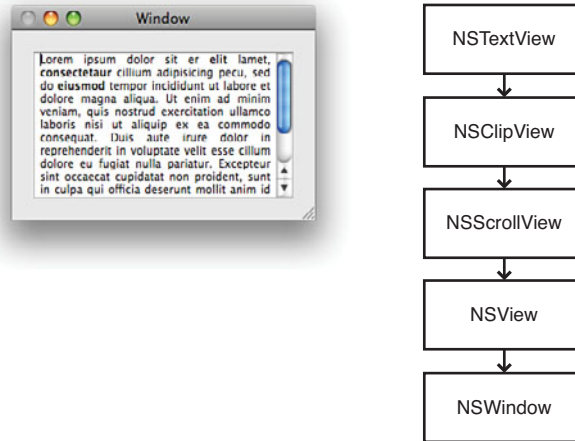 Window
Lorem ipsum dolor sit er elit lamet,
consectetaur cillium adipisicing pecu, sed
do eiusmod tempor incididunt ut labore et
dolore magna aliqua. Ut enim ad minim
veniam, quis nostrud exercitation ullamco
laboris nisi ut aliquip ex ea commodo
consequat. Duis aute irure dolor in
reprehenderit in voluptate velit esse cillum
dolore eu fugiat nulla pariatur. Excepteur
sint occaecat cupidatat non proident, sunt
in culpa qui officia deserunt mollit anim id
NSTextView
NSClipView
NSScrollView
NSView
NSWindow